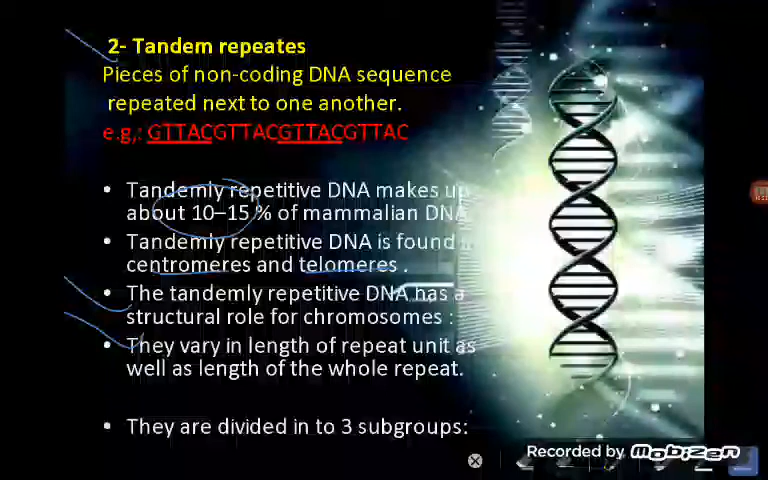 2- Tandem repeates
Pieces of non-coding DNA sequence
repeated next to one another.
e.g,: GTTACGTTACGTTACGTTAC
• Tandemly repetitive DNA makes up
about 10–15 % of mammalian DNA
• Tandemly repetitive DNA is found
centromeres and telomeres .
• The tandemly repetitive DNA has a
structural role for chromosomes :
• They vary in length of repeat unit as
well as length of the whole repeat.
• They are divided in to 3 subgroups:
Recorded by Mobizen